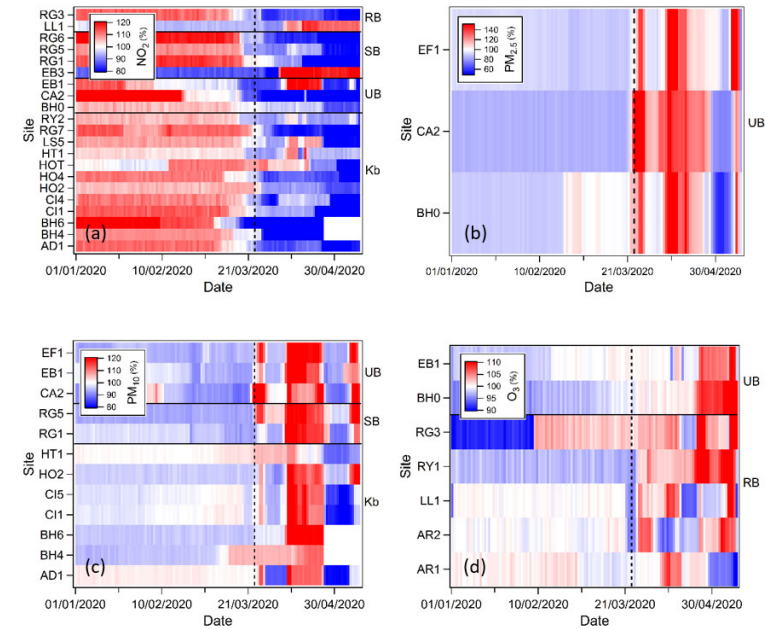 120
110
100
90
80
NO2 (%)
RG3
LL1
RG6
RG5
RG1
EB3
EB1
CA2
BH0
RY2
RG7
LS5
HT1
HOT
HO4
HO2
CI4
CI1
BH6
BH4
AD1
Site
RB
SB
UB
Kb
(a)
01/01/2020
10/02/2020
21/03/2020
30/04/2020
Date
140
120
100
80
60
PM2.5 (%)
EF1
CA2
BH0
Site
UB
(b)
01/01/2020
10/02/2020
21/03/2020
30/04/2020
Date
120
110
100
90
80
PM10 (%)
EF1
EB1
CA2
RG5
RG1
HT1
HO2
CI5
CI1
BH6
BH4
AD1
Site
UB
SB
Kb
(c)
01/01/2020
10/02/2020
21/03/2020
30/04/2020
Date
110
105
100
95
90
O3 (%)
EB1
BH0
RG3
RY1
LL1
AR2
AR1
Site
UB
RB
(d)
01/01/2020
10/02/2020
21/03/2020
30/04/2020
Date